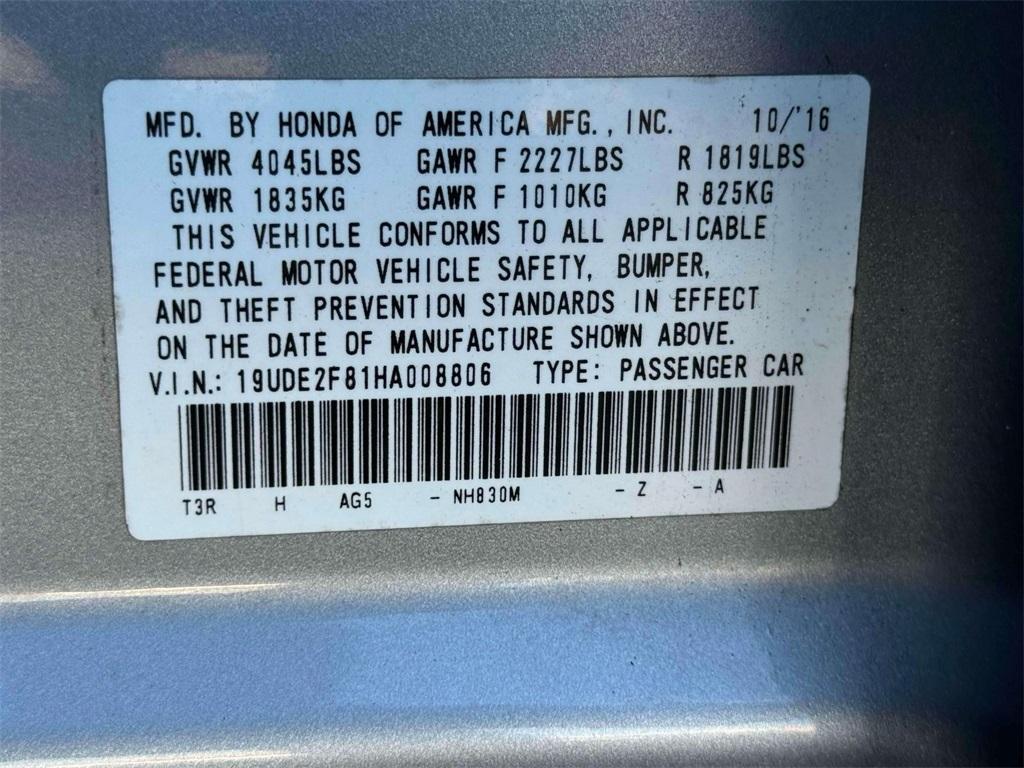 MFD. BY HONDA OF AMERICA MFG., INC. 10/'16
GVWR 4045LBS GAWR F 2227LBS R 1819LBS
GVWR 1835KG GAWR F 1010KG R 825KG
THIS VEHICLE CONFORMS TO ALL APPLICABLE
FEDERAL MOTOR VEHICLE SAFETY, BUMPER,
AND THEFT PREVENTION STANDARDS IN EFFECT
ON THE DATE OF MANUFACTURE SHOWN ABOVE.
V.I.N.: 19UDE2F81HA008806 TYPE: PASSENGER CAR
T3R H AG5 - NH830M - Z - A